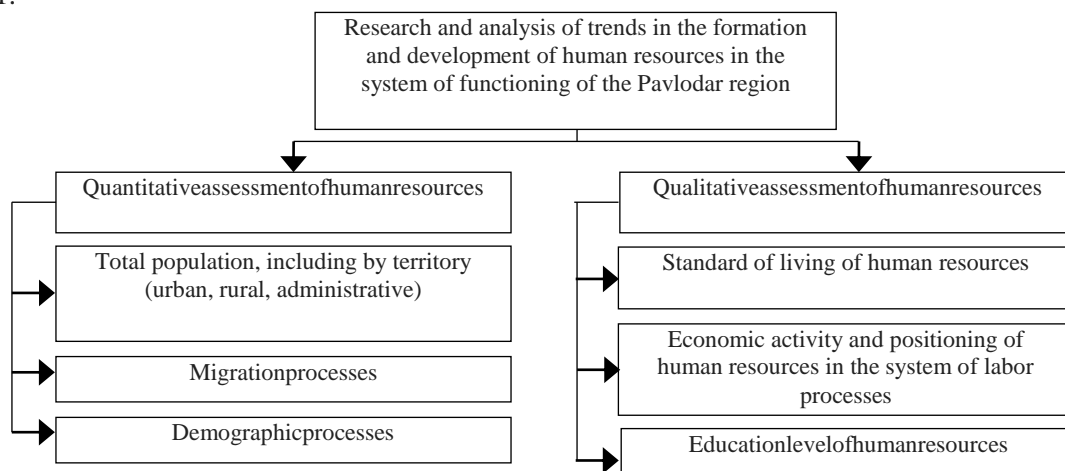 Research and analysis of trends in the formation
and development of human resources in the
system of functioning of the Pavlodar region
Quantitativeassessmentofhumanresources
Total population, including by territory
(urban, rural, administrative)
Migrationprocesses
Demographicprocesses
Qualitativeassessmentofhumanresources
Standard of living of human resources
Economic activity and positioning of
human resources in the system of labor
processes
Educationlevelofhumanresources